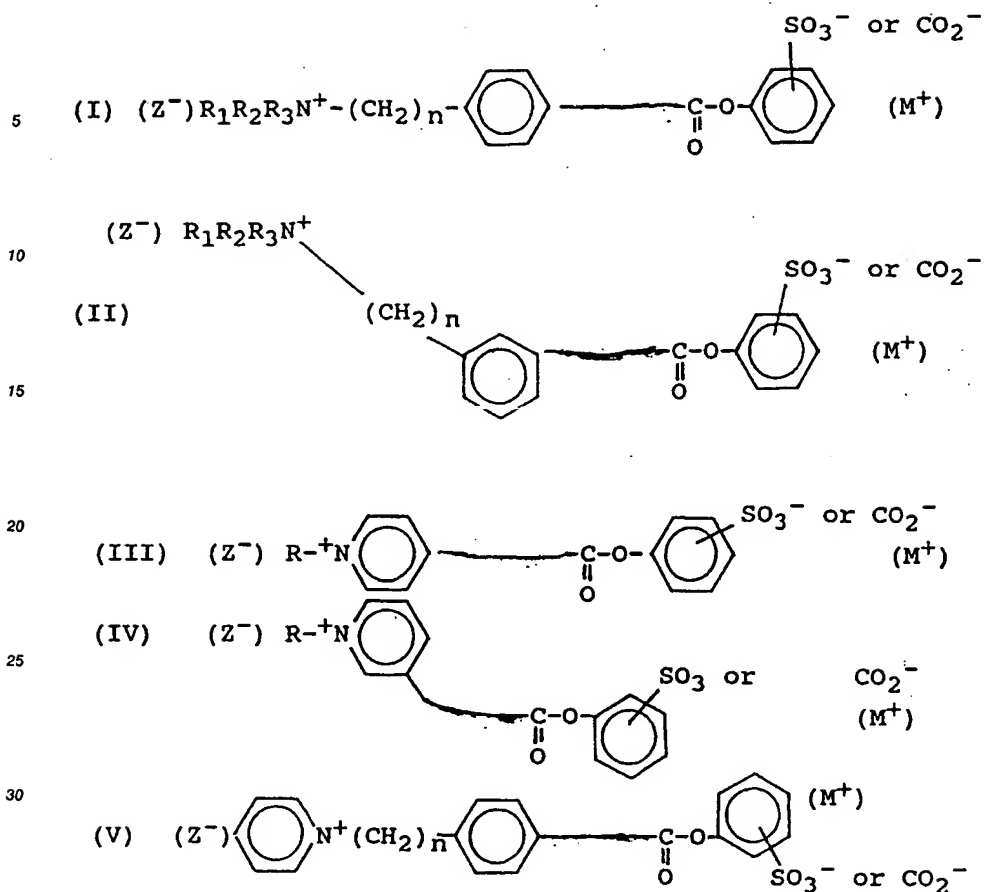 SO₃⁻ or CO₂⁻
5 (I) (Z⁻) R₁R₂R₃N⁺-(CH₂)n- C-O (M⁺)
O
(Z⁻) R₁R₂R₃N⁺
10
SO₃⁻ or CO₂⁻
(II) (CH₂)n
C-O (M⁺)
15 O
20 SO₃⁻ or CO₂⁻
(III) (Z⁻) R-⁺N C-O (M⁺)
O
(IV) (Z⁻) R-⁺N
25 SO₃ or CO₂⁻
C-O (M⁺)
O
30 (M⁺)
(V) (Z⁻) N⁺(CH₂)n C-O
O SO₃⁻ or CO₂⁻